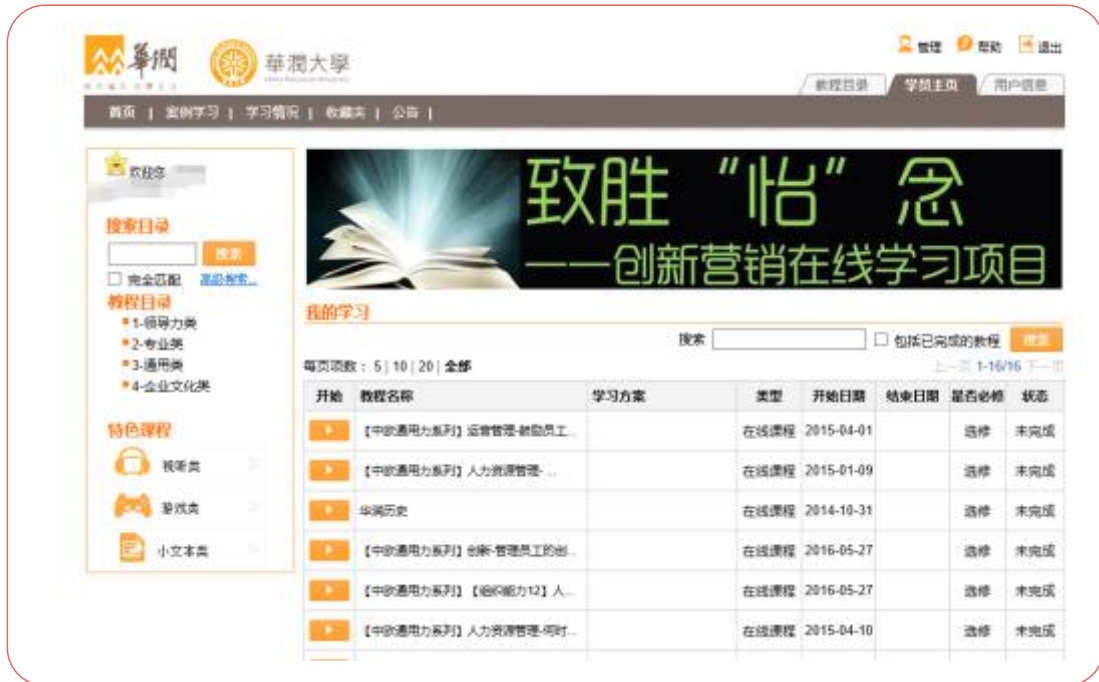 華潤
華潤大學
管理 帮助 退出
教程目录 学员主页 用户信息
首页 | 案例学习 | 学习情况 | 收藏夹 | 公告 |
欢迎您
搜索目录
搜索
完全匹配 高级搜索...
教程目录
1-领导力类
2-专业类
3-通用类
4-企业文化类
特色课程
视听类
游戏类
小文本类
致胜“怡”念
——创新营销在线学习项目
我的学习
搜索 包括已完成的教程 搜索
每页项数: 5 | 10 | 20 | 全部 上一页 1-16/16 下一页
开始 教程名称 学习方案 类型 开始日期 结束日期 是否必修 状态
【中欧通用力系列】运营管理-鼓励员工... 在线课程 2015-04-01 选修 未完成
【中欧通用力系列】人力资源管理- ... 在线课程 2015-01-09 选修 未完成
华润历史 在线课程 2014-10-31 选修 未完成
【中欧通用力系列】创新-管理员工的创... 在线课程 2016-05-27 选修 未完成
【中欧通用力系列】【组织能力12】人... 在线课程 2016-05-27 选修 未完成
【中欧通用力系列】人力资源管理-何时... 在线课程 2015-04-10 选修 未完成